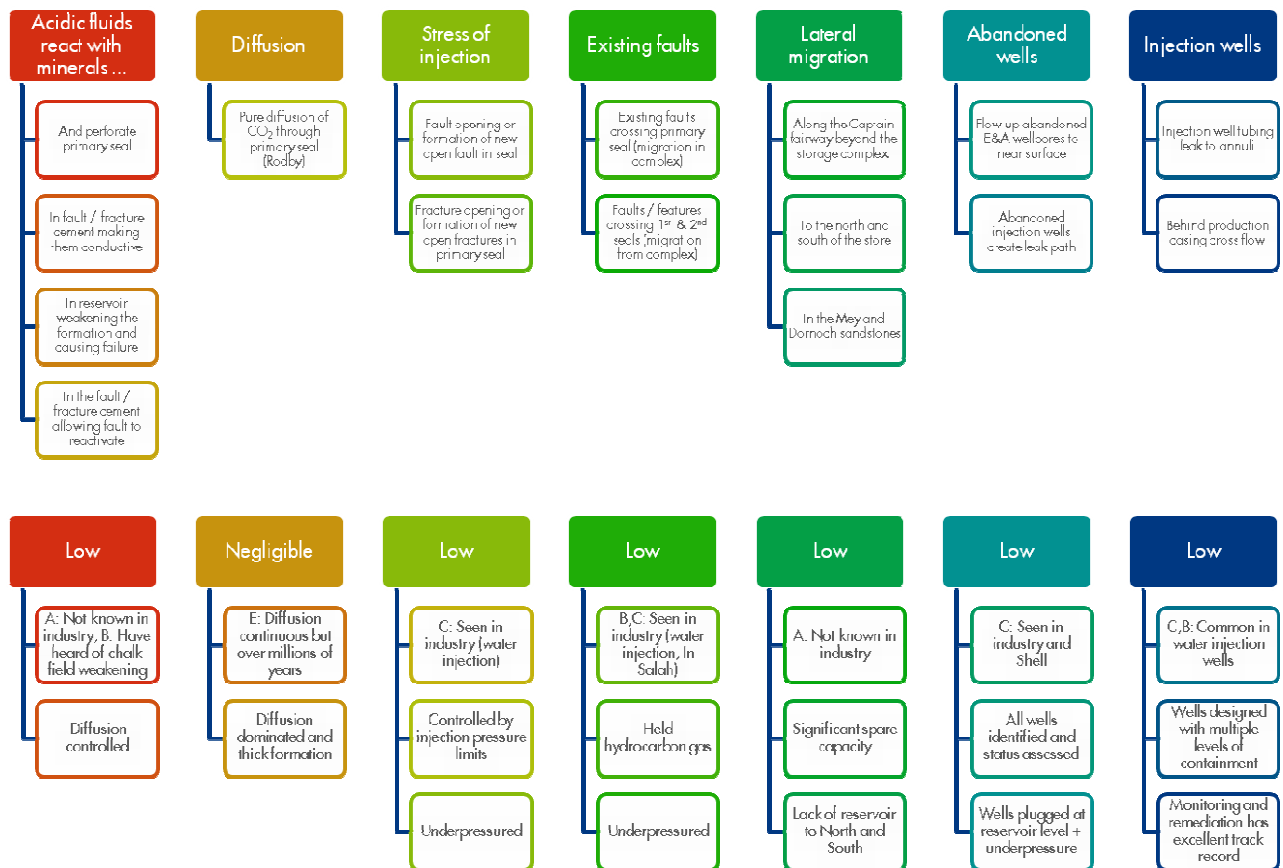 Acidic fluids
react with
minerals ...
And perforate
primary seal
In fault / fracture
cement making
them conductive
In reservoir
weakening the
formation and
causing failure
In the fault /
fracture cement
allowing fault to
reactivate
Diffusion
Pure diffusion of
CO₂ through
primary seal
(Rodby)
Stress of
injection
Fault opening or
formation of new
open fault in seal
Fracture opening or
formation of new
open fractures in
primary seal
Existing faults
Existing faults
crossing primary
seal (migration in
complex)
Faults / features
crossing 1st & 2nd
seals (migration
from complex)
Lateral
migration
Along the Captain
fairway beyond the
storage complex
To the north and
south of the store
In the Mey and
Dornoch sandstones
Abandoned
wells
Flow up abandoned
E&A wellbores to
near surface
Abandoned
injection wells
create leak path
Injection wells
Injection well tubing
leak to annuli
Behind production
casing cross flow
Low
A: Not known in
industry, B: Have
heard of chalk
field weakening
Diffusion
controlled
Negligible
E: Diffusion
continuous but
over millions of
years
Diffusion
dominated and
thick formation
Low
C: Seen in
industry (water
injection)
Controlled by
injection pressure
limits
Underpressured
Low
B,C: Seen in
industry (water
injection, In
Salah)
Held
hydrocarbon gas
Underpressured
Low
A: Not known in
industry
Significant spare
capacity
Lack of reservoir
to North and
South
Low
C: Seen in
industry and
Shell
All wells
identified and
status assessed
Wells plugged at
reservoir level +
underpressure
Low
C,B: Common in
water injection
wells
Wells designed
with multiple
levels of
containment
Monitoring and
remediation has
excellent track
record